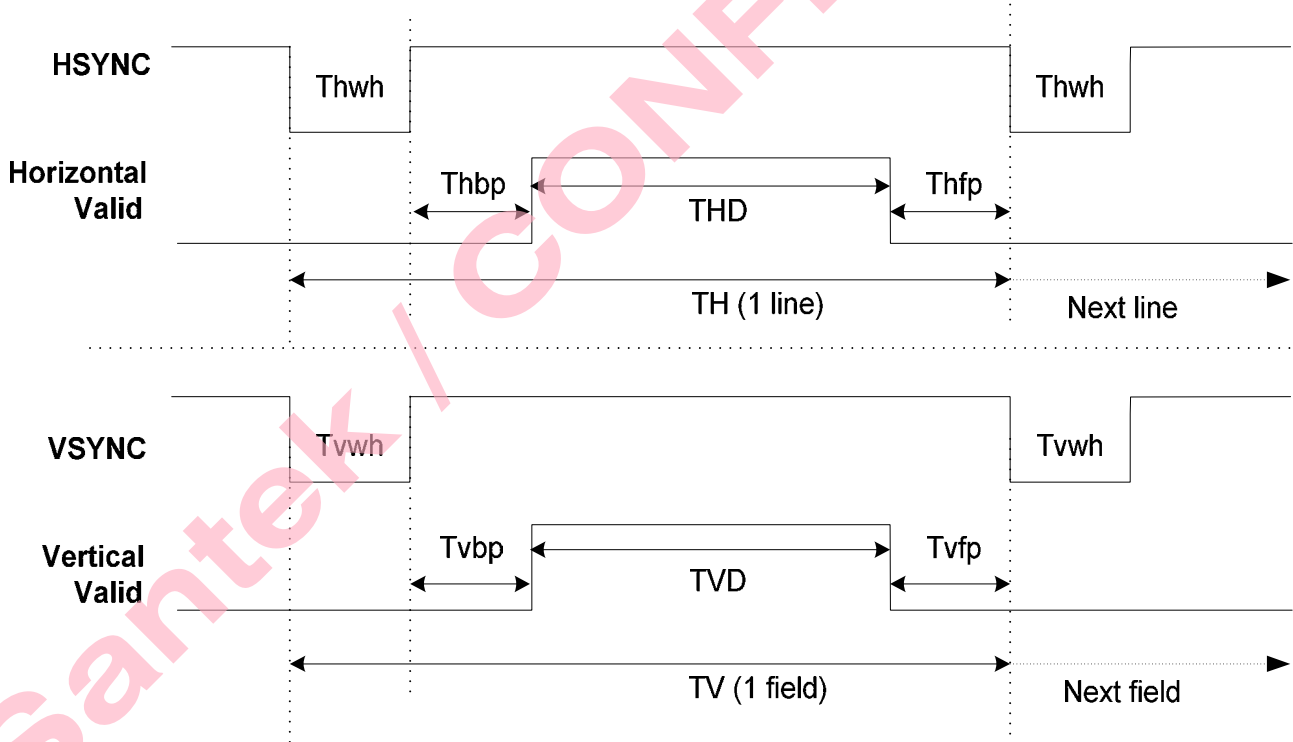 HSYNC
Thwh
Thwh
Horizontal
Valid
Thbp
THD
Thfp
TH (1 line)
Next line
VSYNC
Tvwh
Tvwh
Vertical
Valid
Tvbp
TVD
Tvfp
TV (1 field)
Next field
Santek / CONF